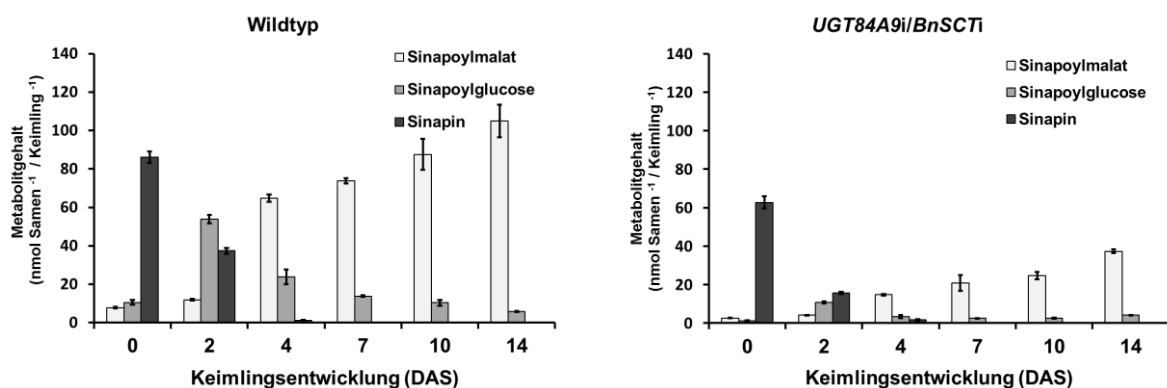 Wildtyp
140
120
100
80
60
40
20
0
Metabolitgehalt
(nmol Samen ⁻¹ / Keimling ⁻¹)
Sinapoylmalat
Sinapoylglucose
Sinapin
0 2 4 7 10 14
Keimlingsentwicklung (DAS)
UGT84A9i/BnSCTi
140
120
100
80
60
40
20
0
Metabolitgehalt
(nmol Samen ⁻¹ / Keimling ⁻¹)
Sinapoylmalat
Sinapoylglucose
Sinapin
0 2 4 7 10 14
Keimlingsentwicklung (DAS)